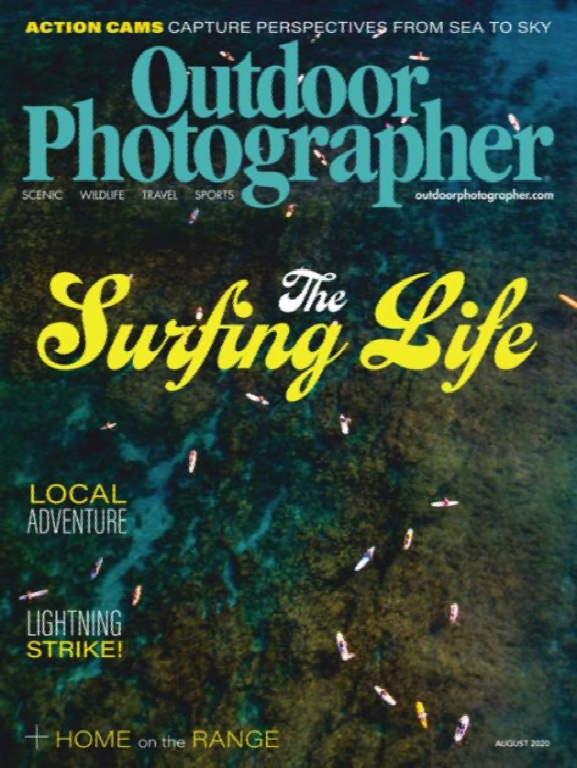 ACTION CAMS CAPTURE PERSPECTIVES FROM SEA TO SKY
Outdoor
Photographer
SCENIC WILDLIFE TRAVEL SPORTS
outdoorphotographer.com
The
Surfing Life
LOCAL
ADVENTURE
LIGHTNING
STRIKE!
+ HOME on the RANGE
AUGUST 2020